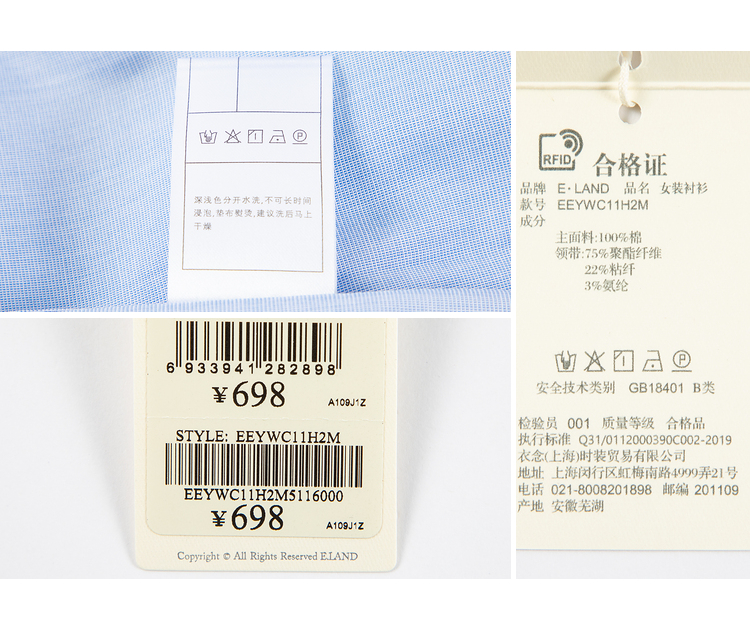 深浅色分开水洗,不可长时间
浸泡,垫布熨烫,建议洗后马上
干燥
6 933941 282898
¥698
A109J1Z
STYLE: EEYWC11H2M
EEYWC11H2M5116000
¥698
A109J1Z
Copyright © All Rights Reserved E.LAND
RFID
合格证
品牌 E·LAND 品名 女装衬衫
款号 EEYWC11H2M
成分
主面料:100%棉
领带:75%聚酯纤维
22%粘纤
3%氨纶
安全技术类别 GB18401 B类
检验员 001 质量等级 合格品
执行标准 Q31/0112000390C002-2019
衣念(上海)时装贸易有限公司
地址 上海闵行区虹梅南路4999弄21号
电话 021-8008201898 邮编 201109
产地 安徽芜湖